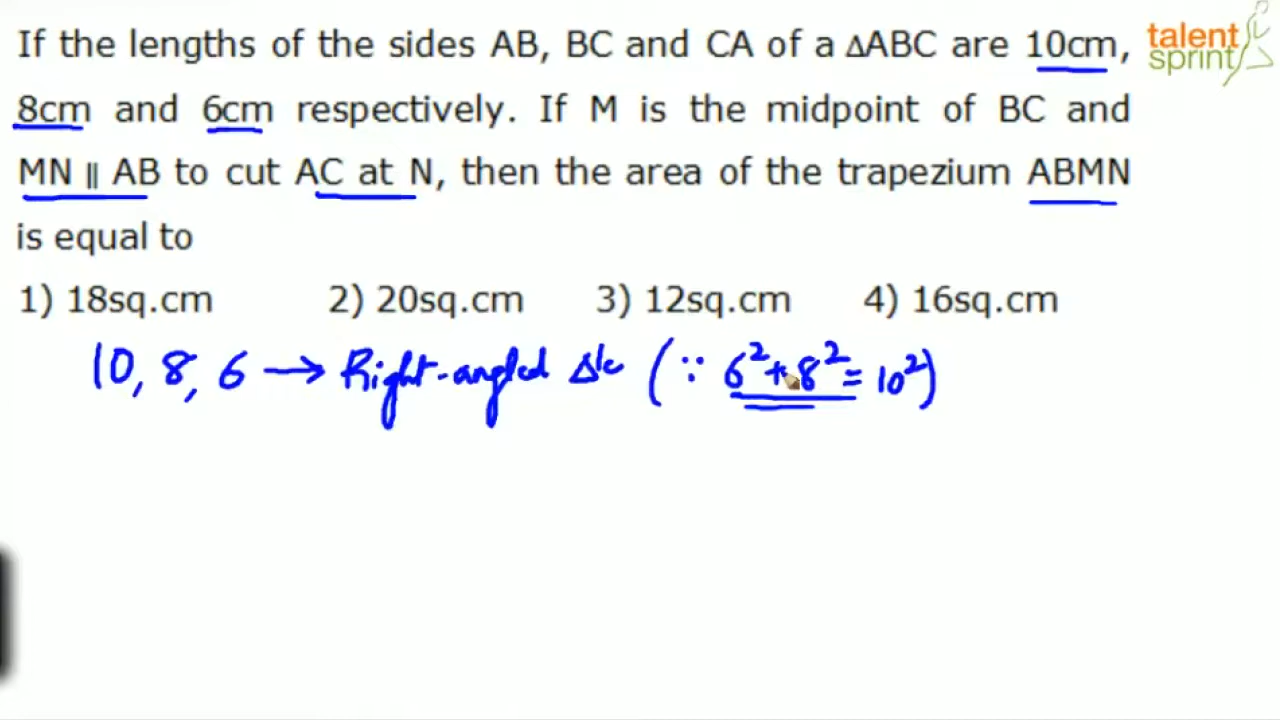 If the lengths of the sides AB, BC and CA of a ΔABC are 10cm,
talent
sprint
8cm and 6cm respectively. If M is the midpoint of BC and
MN ∥ AB to cut AC at N, then the area of the trapezium ABMN
is equal to
1) 18sq.cm 2) 20sq.cm 3) 12sq.cm 4) 16sq.cm
10, 8, 6 → Right-angled Δle (∵ 6²+8²=10²)